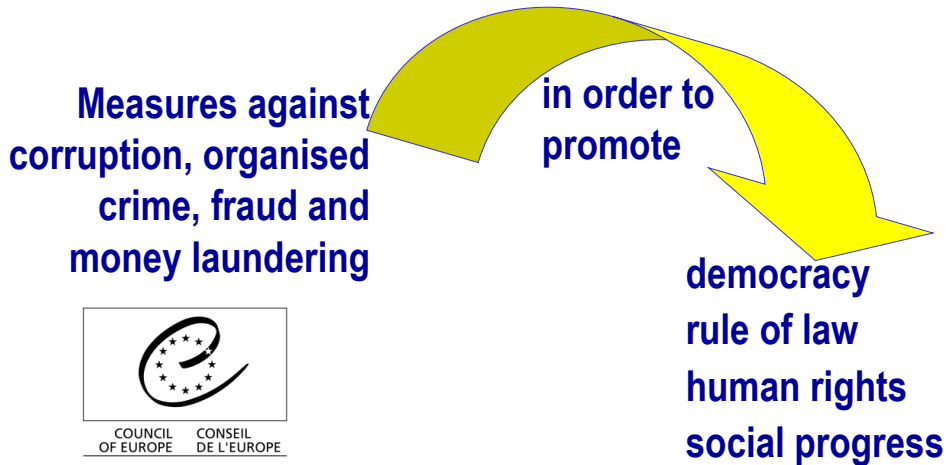 Measures against
corruption, organised
crime, fraud and
money laundering
in order to
promote
democracy
rule of law
human rights
social progress
COUNCIL OF EUROPE
CONSEIL DE L'EUROPE